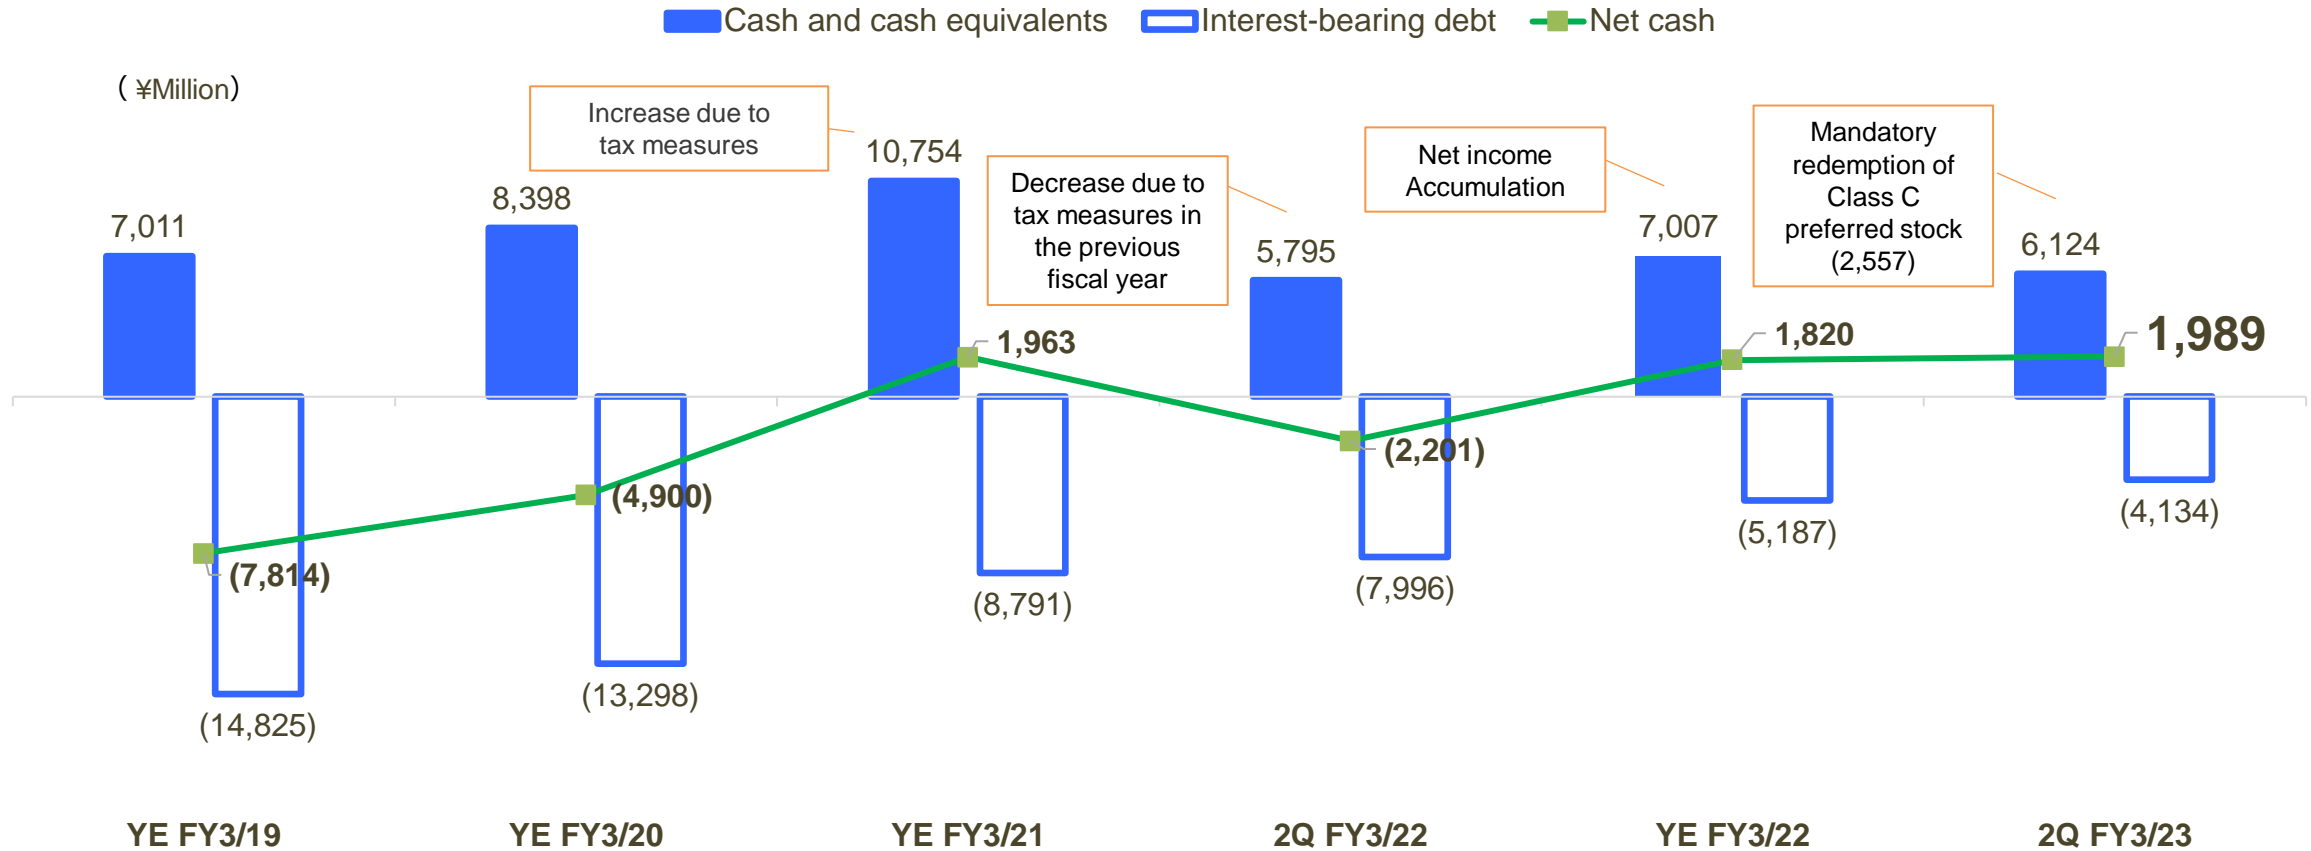 Cash and cash equivalents Interest-bearing debt Net cash
( ¥Million)
Increase due to
tax measures
Decrease due to
tax measures in
the previous
fiscal year
Net income
Accumulation
Mandatory
redemption of
Class C
preferred stock
(2,557)
7,011
8,398
10,754
5,795
7,007
6,124
(7,814)
(4,900)
1,963
(2,201)
1,820
1,989
(14,825)
(13,298)
(8,791)
(7,996)
(5,187)
(4,134)
YE FY3/19 YE FY3/20 YE FY3/21 2Q FY3/22 YE FY3/22 2Q FY3/23